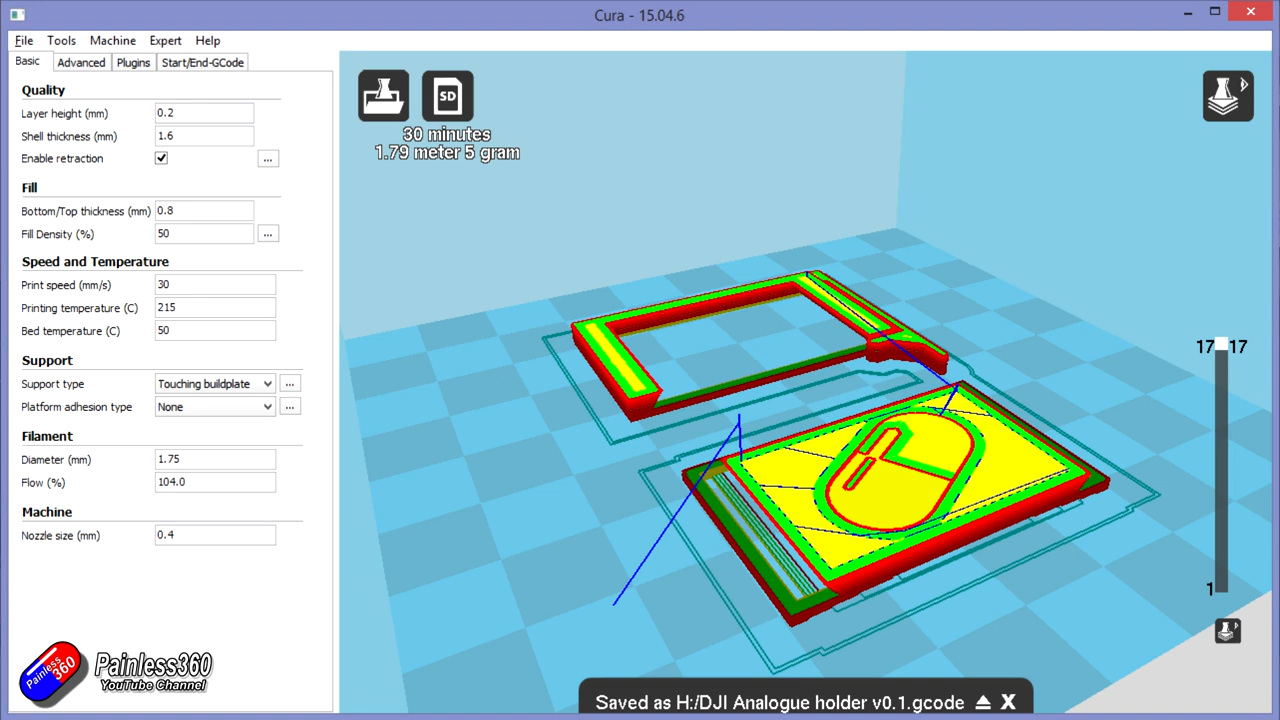 Cura - 15.04.6
File Tools Machine Expert Help
Basic Advanced Plugins Start/End-GCode
Quality
Layer height (mm) 0.2
Shell thickness (mm) 1.6
Enable retraction ...
Fill
Bottom/Top thickness (mm) 0.8
Fill Density (%) 50 ...
Speed and Temperature
Print speed (mm/s) 30
Printing temperature (C) 215
Bed temperature (C) 50
Support
Support type Touching buildplate ...
Platform adhesion type None ...
Filament
Diameter (mm) 1.75
Flow (%) 104.0
Machine
Nozzle size (mm) 0.4
SD
30 minutes
1.79 meter 5 gram
17 17
1
Painless 360
Painless360
YouTube Channel
Saved as H:/DJI Analogue holder v0.1.gcode X